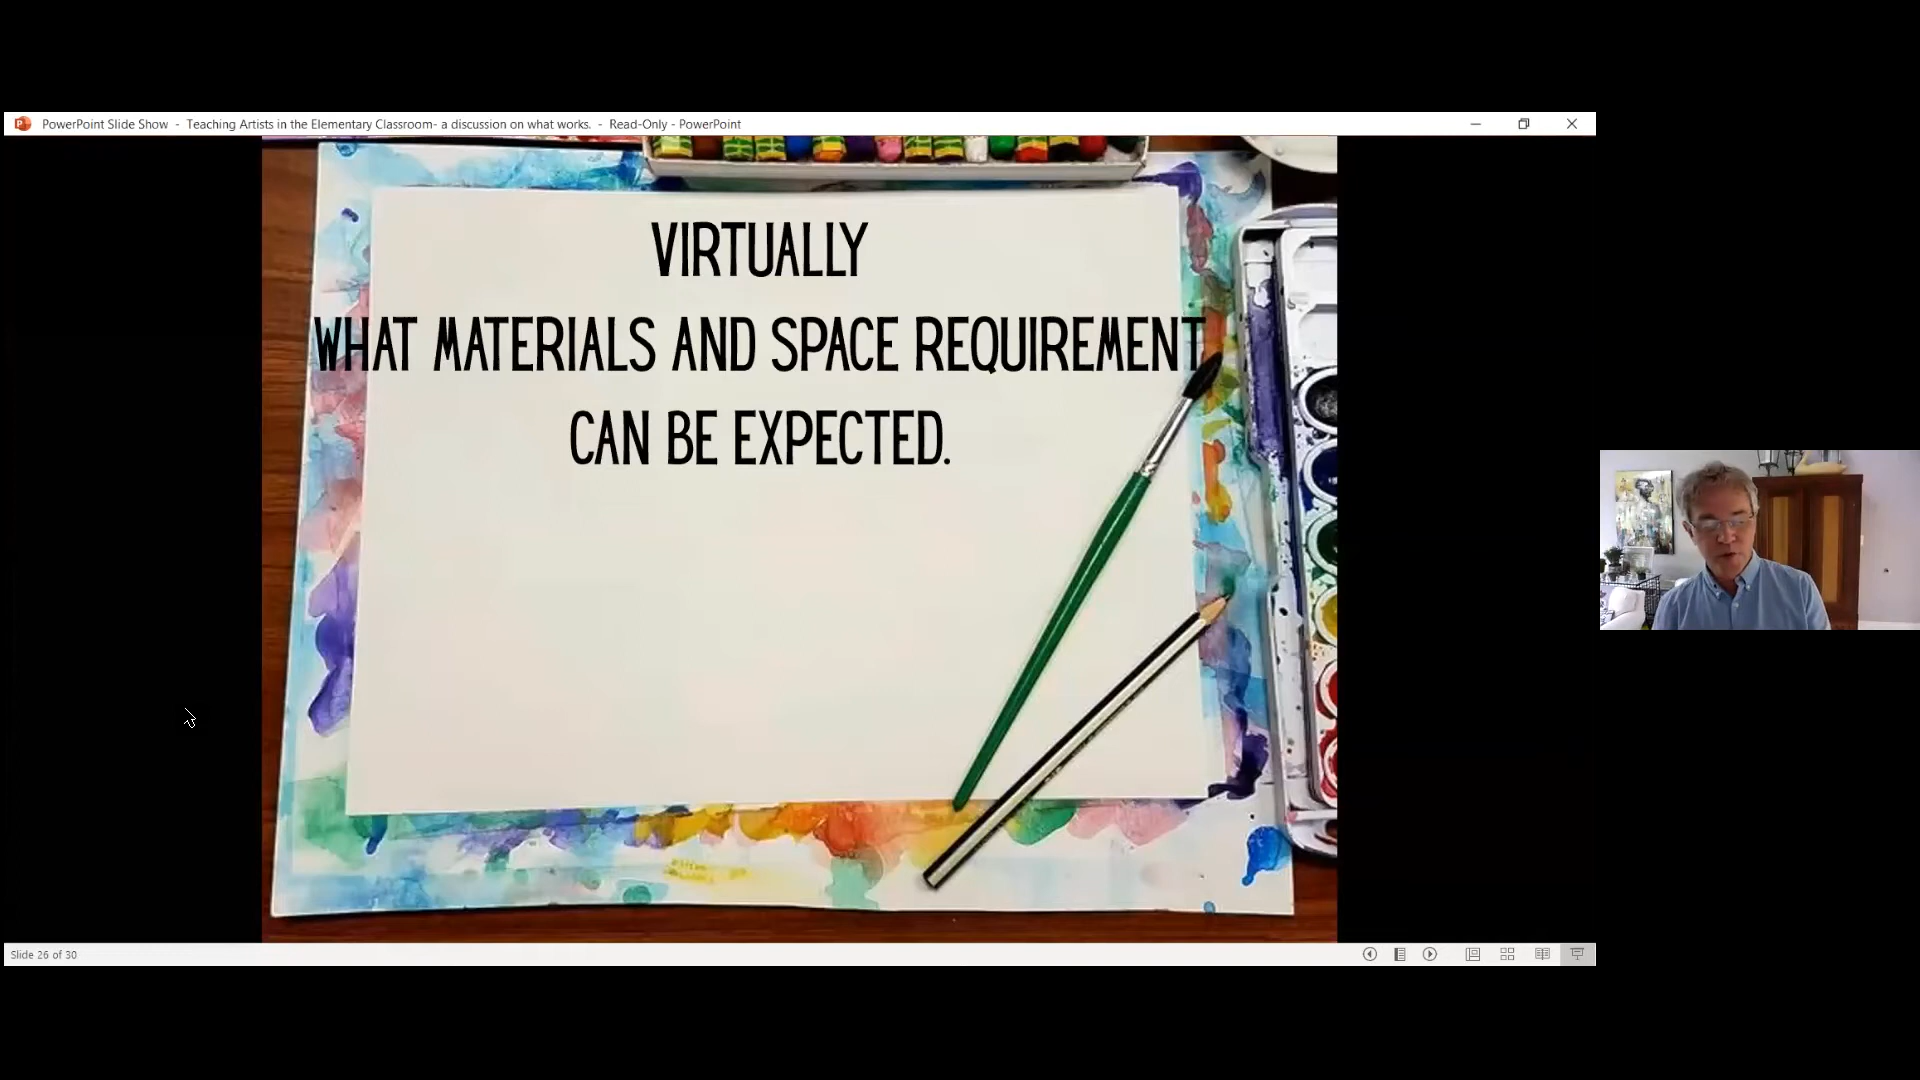 PowerPoint Slide Show - Teaching Artists in the Elementary Classroom- a discussion on what works. - Read-Only - PowerPoint
VIRTUALLY
WHAT MATERIALS AND SPACE REQUIREMENT
CAN BE EXPECTED.
Slide 26 of 30